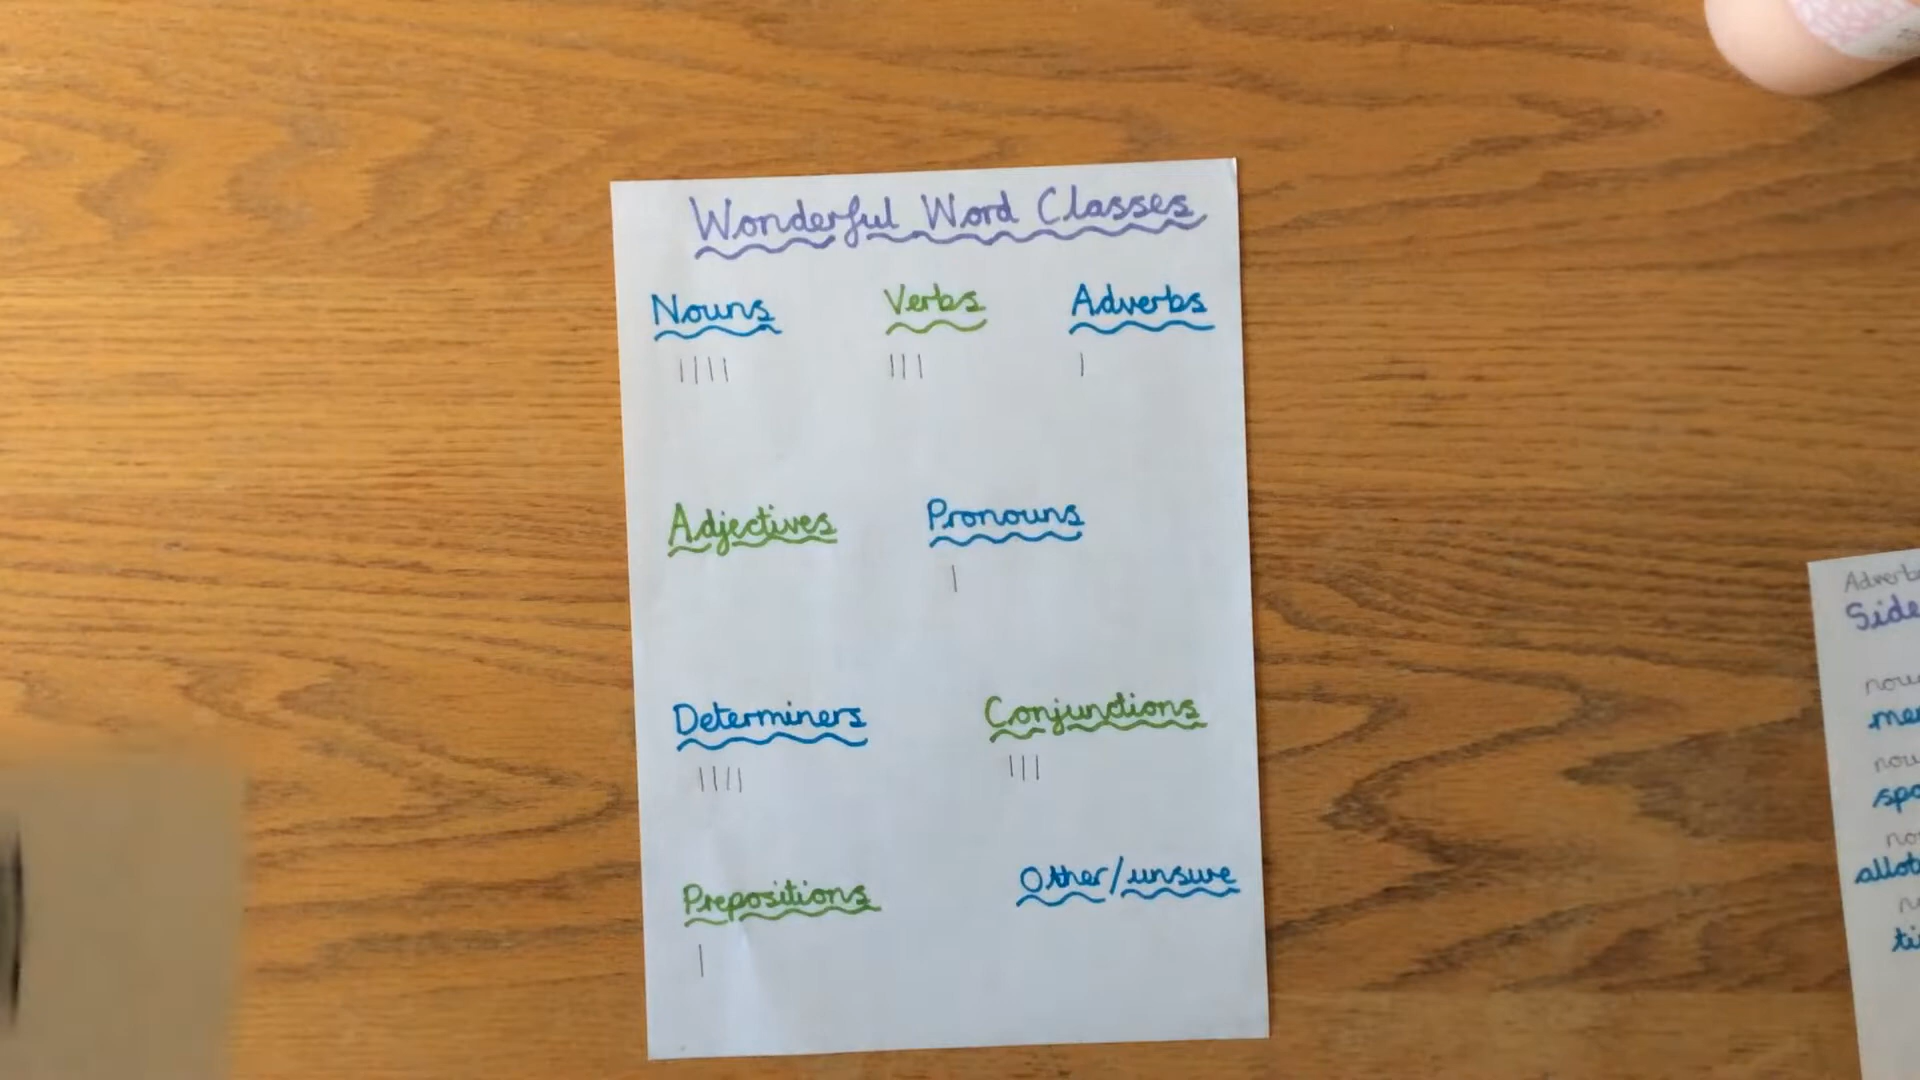 Wonderful Word Classes
Nouns Verbs Adverbs
|||| ||| |
Adjectives Pronouns
|
Determiners Conjunctions
|||| |||
Prepositions Other/unsure
|